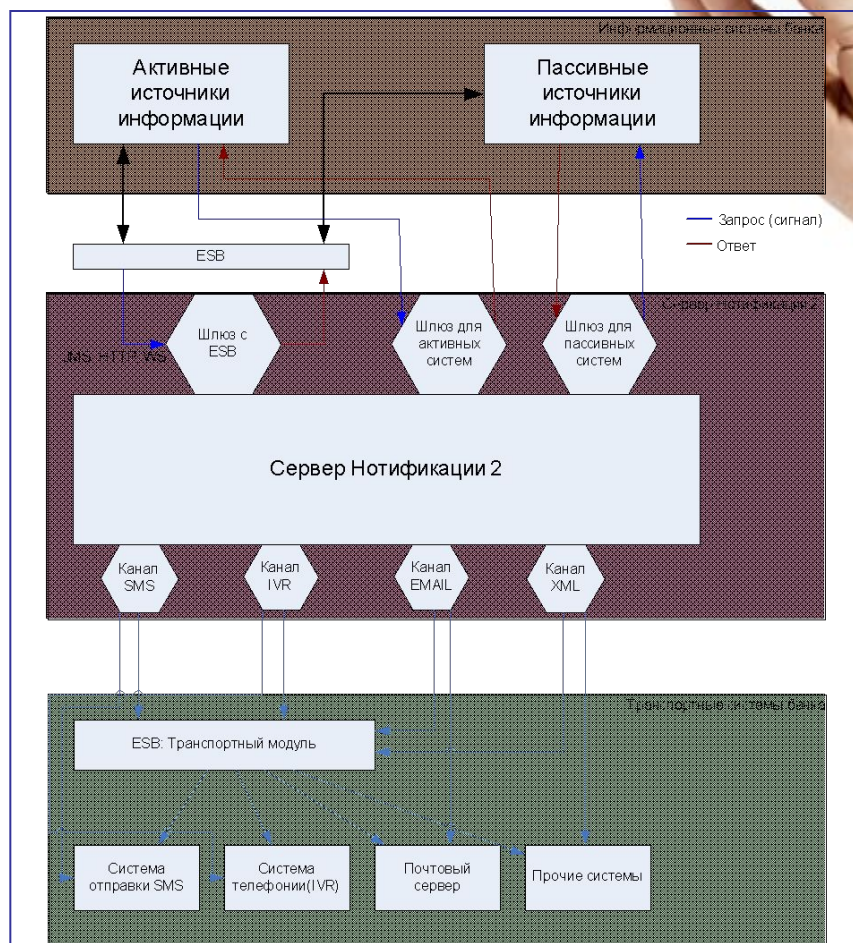 Информационные системы банка
Активные
источники
информации
Пассивные
источники
информации
Запрос (сигнал)
Ответ
ESB
Сервер Нотификации 2
Шлюз с
ESB
Шлюз для
активных
систем
Шлюз для
пассивных
систем
JMS, HTTP, WS
Сервер Нотификации 2
Канал
SMS
Канал
IVR
Канал
EMAIL
Канал
XML
Транспортные системы банка
ESB: Транспортный модуль
Система
отправки SMS
Система
телефонии(IVR)
Почтовый
сервер
Прочие системы